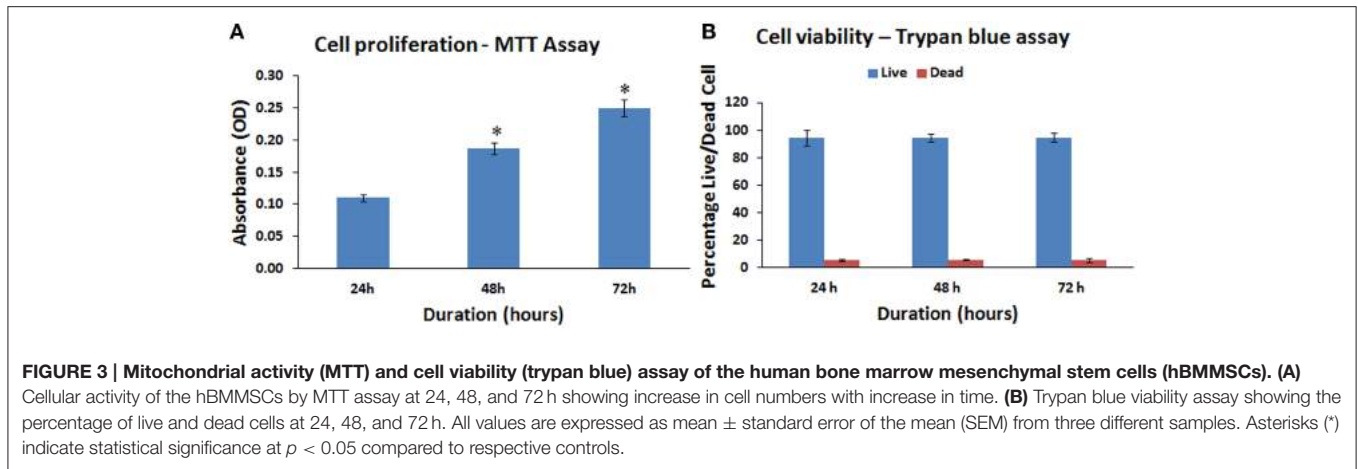 A
Cell proliferation - MTT Assay
0.30
0.25
0.20
0.15
0.10
0.05
0.00
Absorbance (OD)
*
*
24h
48h
72h
Duration (hours)
B
Cell viability – Trypan blue assay
Live Dead
120
100
80
60
40
20
0
Percentage Live/Dead Cell
24 h
48 h
72 h
Duration (hours)
FIGURE 3 | Mitochondrial activity (MTT) and cell viability (trypan blue) assay of the human bone marrow mesenchymal stem cells (hBMMSCs). (A)
Cellular activity of the hBMMSCs by MTT assay at 24, 48, and 72 h showing increase in cell numbers with increase in time. (B) Trypan blue viability assay showing the
percentage of live and dead cells at 24, 48, and 72 h. All values are expressed as mean ± standard error of the mean (SEM) from three different samples. Asterisks (*)
indicate statistical significance at p < 0.05 compared to respective controls.